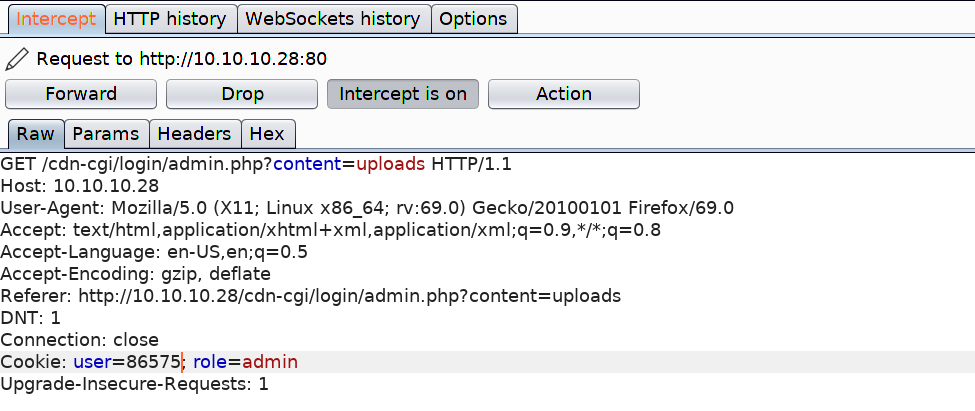 Intercept HTTP history WebSockets history Options
Request to http://10.10.10.28:80
Forward Drop Intercept is on Action
Raw Params Headers Hex
GET /cdn-cgi/login/admin.php?content=uploads HTTP/1.1
Host: 10.10.10.28
User-Agent: Mozilla/5.0 (X11; Linux x86_64; rv:69.0) Gecko/20100101 Firefox/69.0
Accept: text/html,application/xhtml+xml,application/xml;q=0.9,*/*;q=0.8
Accept-Language: en-US,en;q=0.5
Accept-Encoding: gzip, deflate
Referer: http://10.10.10.28/cdn-cgi/login/admin.php?content=uploads
DNT: 1
Connection: close
Cookie: user=86575; role=admin
Upgrade-Insecure-Requests: 1